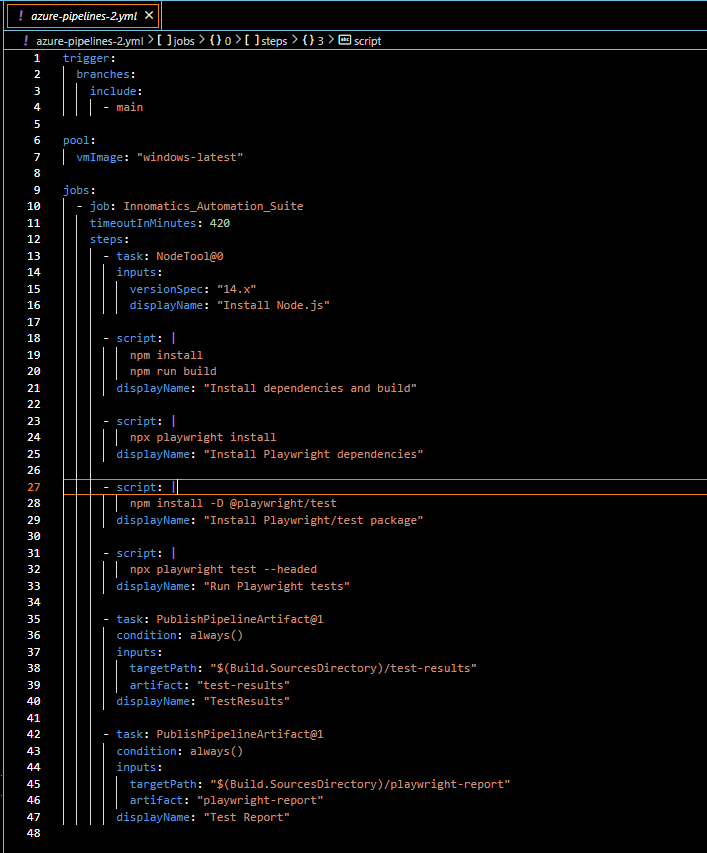 ! azure-pipelines-2.yml ✕
! azure-pipelines-2.yml > [ ] jobs > {} 0 > [ ] steps > {} 3 > abc script
1 trigger:
2   branches:
3     include:
4       - main
5
6 pool:
7   vmImage: "windows-latest"
8
9 jobs:
10   - job: Innomatics_Automation_Suite
11     timeoutInMinutes: 420
12     steps:
13       - task: NodeTool@0
14         inputs:
15           versionSpec: "14.x"
16           displayName: "Install Node.js"
17
18       - script: |
19           npm install
20           npm run build
21         displayName: "Install dependencies and build"
22
23       - script: |
24           npx playwright install
25         displayName: "Install Playwright dependencies"
26
27       - script: |
28           npm install -D @playwright/test
29         displayName: "Install Playwright/test package"
30
31       - script: |
32           npx playwright test --headed
33         displayName: "Run Playwright tests"
34
35       - task: PublishPipelineArtifact@1
36         condition: always()
37         inputs:
38           targetPath: "$(Build.SourcesDirectory)/test-results"
39           artifact: "test-results"
40         displayName: "TestResults"
41
42       - task: PublishPipelineArtifact@1
43         condition: always()
44         inputs:
45           targetPath: "$(Build.SourcesDirectory)/playwright-report"
46           artifact: "playwright-report"
47         displayName: "Test Report"
48